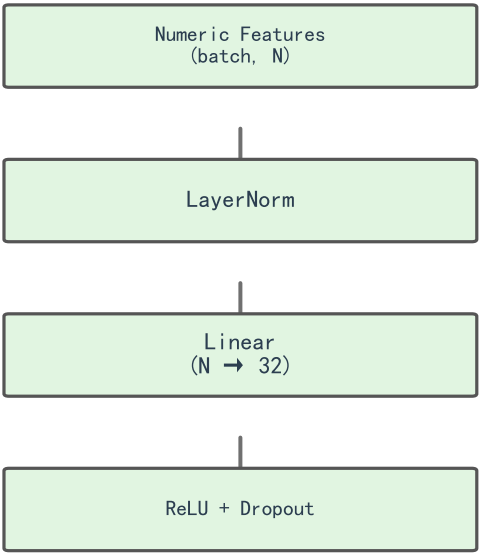 Numeric Features
(batch, N)
LayerNorm
Linear
(N → 32)
ReLU + Dropout